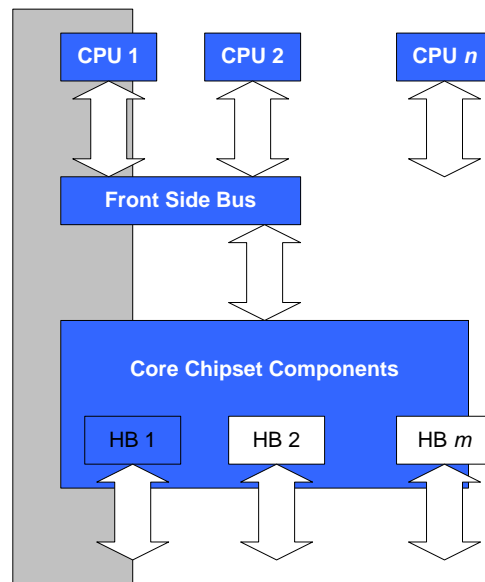 CPU 1
CPU 2
CPU n
Front Side Bus
Core Chipset Components
HB 1
HB 2
HB m